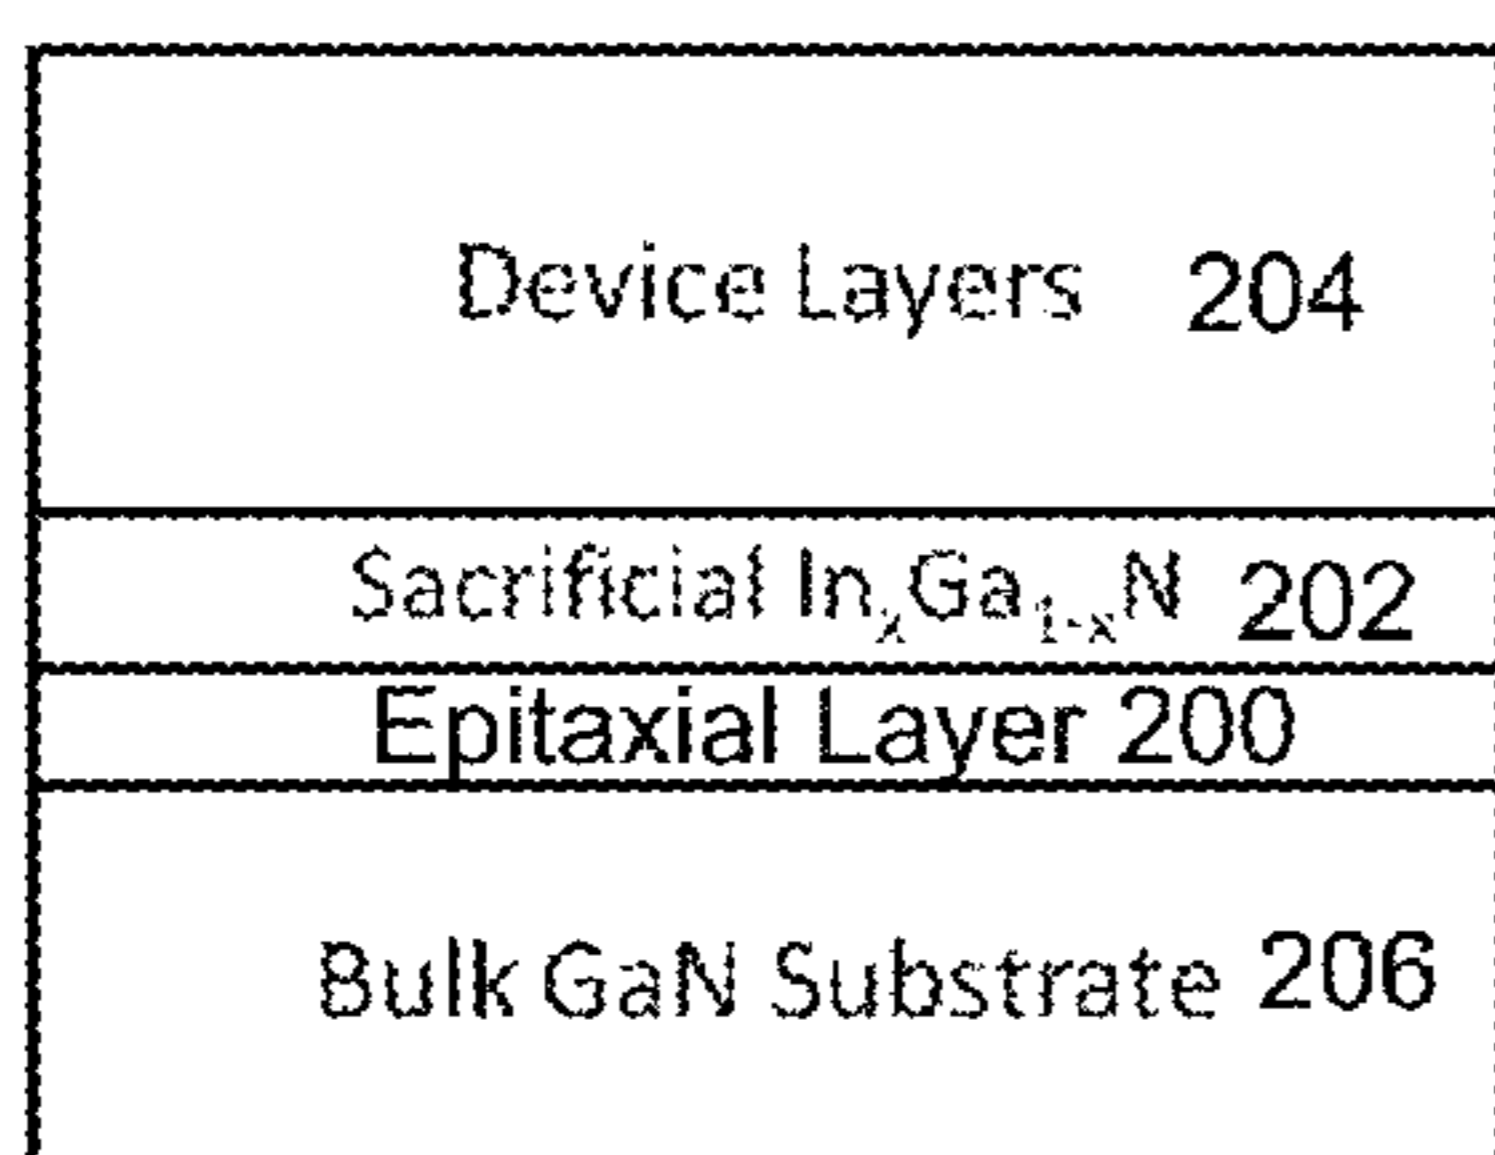 Device Layers 204
Sacrificial InₓGa₁₋ₓN 202
Epitaxial Layer 200
Bulk GaN Substrate 206